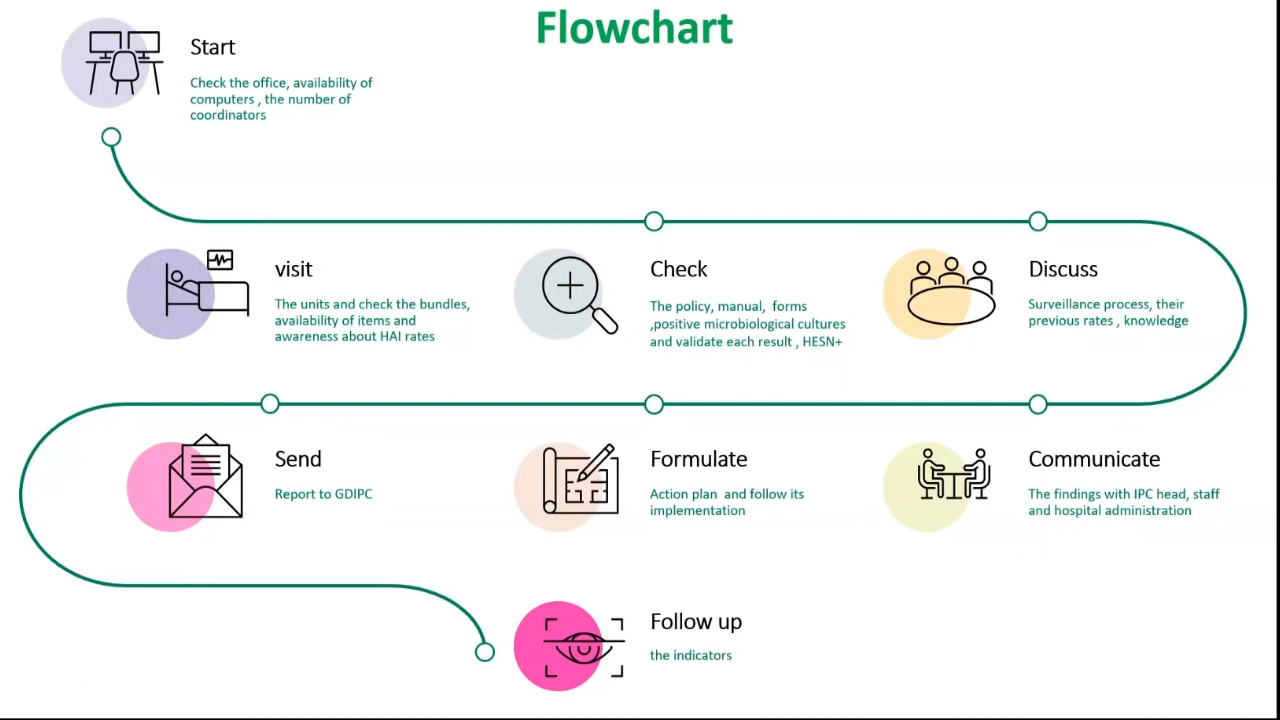 Flowchart
Start
Check the office, availability of
computers , the number of
coordinators
visit
The units and check the bundles,
availability of items and
awareness about HAI rates
Check
The policy, manual, forms
,positive microbiological cultures
and validate each result , HESN+
Discuss
Surveillance process, their
previous rates , knowledge
Send
Report to GDIPC
Formulate
Action plan and follow its
implementation
Communicate
The findings with IPC head, staff
and hospital administration
Follow up
the indicators